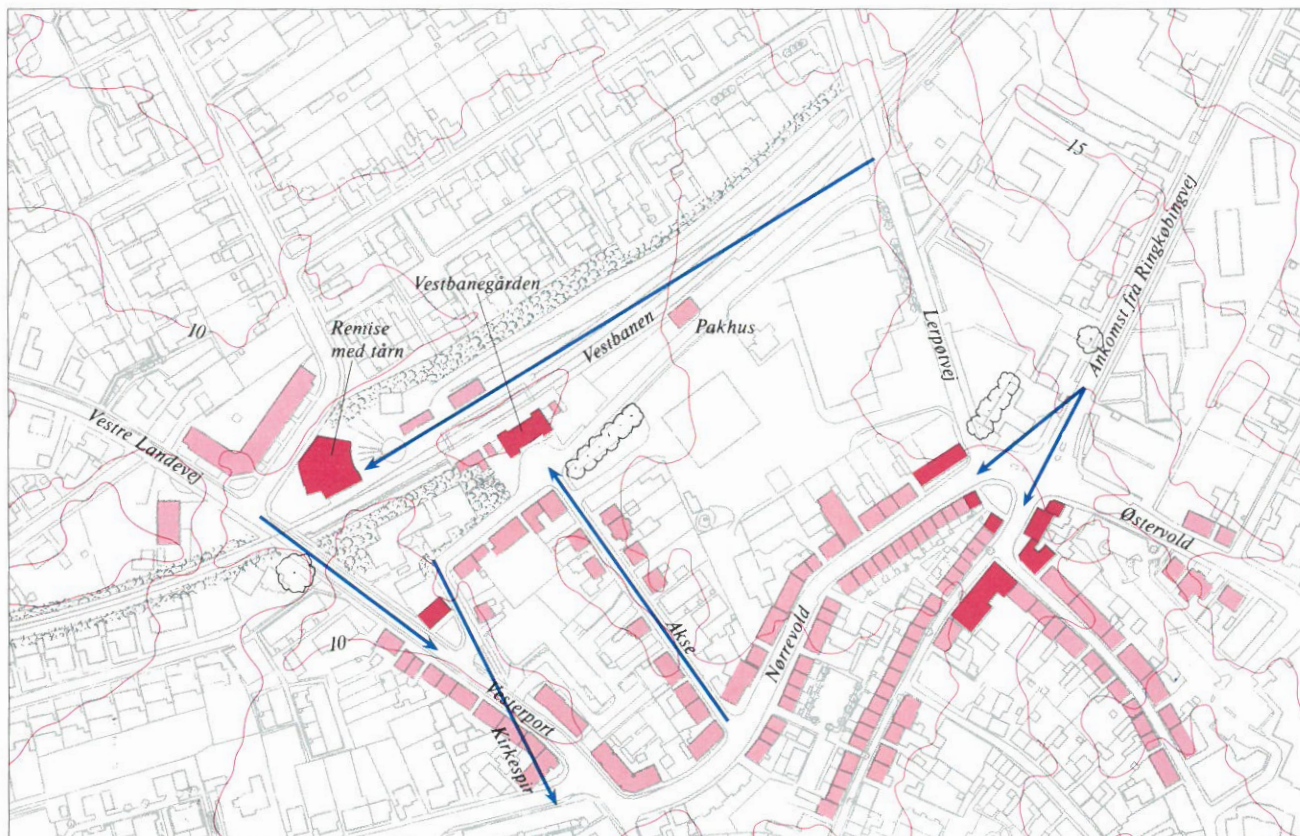 15
Ankomst fra Ringkøbingvej
Vestbanegården
10
Remise
med tårn
Vestbanen
Pakhus
Lerpøtvej
Vestre Landevej
Østervold
10
Akse
Nørrevold
Vesterport
Kirkespir